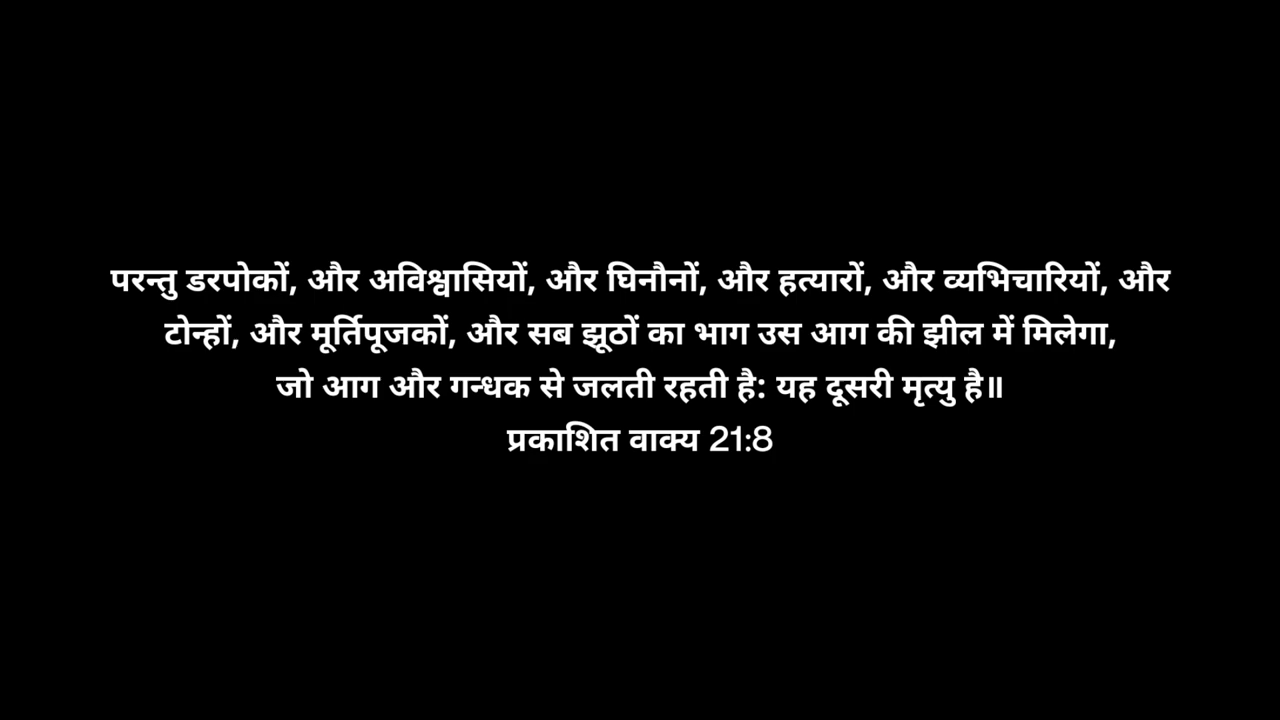 परन्तु डरपोकों, और अविश्वासियों, और घिनौनों, और हत्यारों, और व्यभिचारियों, और
टोन्हों, और मूर्तिपूजकों, और सब झूठों का भाग उस आग की झील में मिलेगा,
जो आग और गन्धक से जलती रहती है: यह दूसरी मृत्यु है॥
प्रकाशित वाक्य 21:8